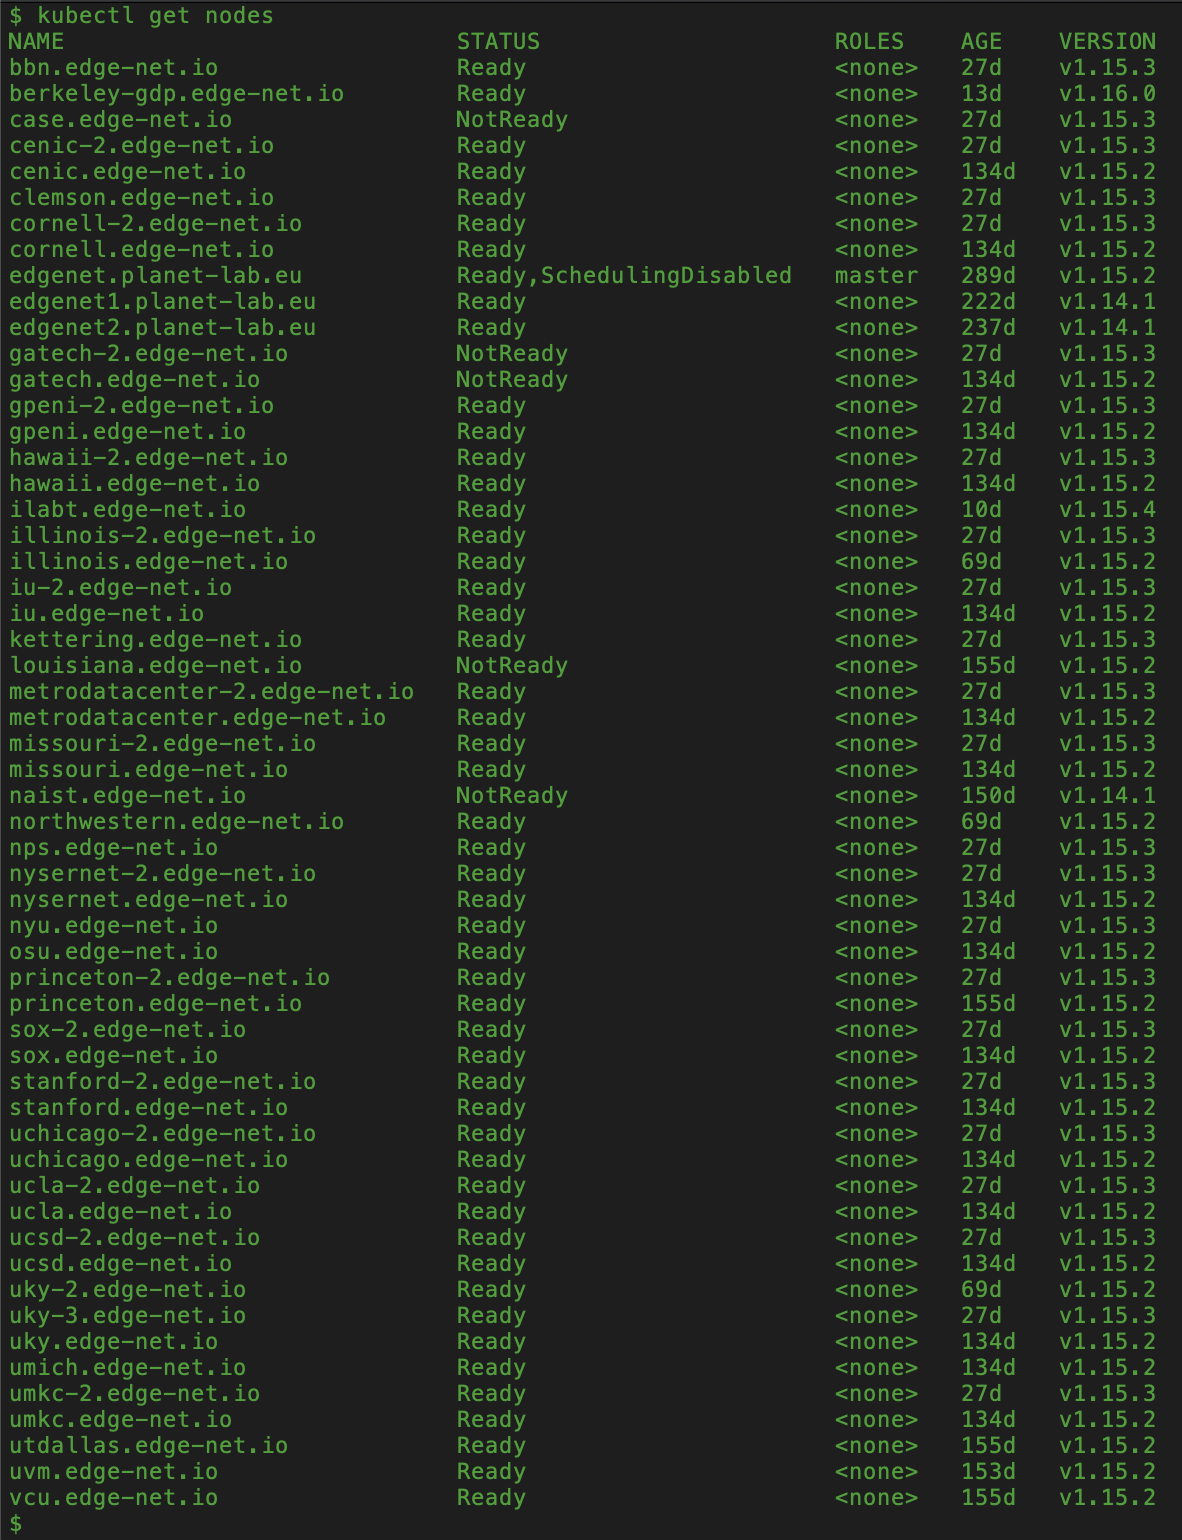 $ kubectl get nodes
NAME STATUS ROLES AGE VERSION
bbn.edge-net.io Ready <none> 27d v1.15.3
berkeley-gdp.edge-net.io Ready <none> 13d v1.16.0
case.edge-net.io NotReady <none> 27d v1.15.3
cenic-2.edge-net.io Ready <none> 27d v1.15.3
cenic.edge-net.io Ready <none> 134d v1.15.2
clemson.edge-net.io Ready <none> 27d v1.15.3
cornell-2.edge-net.io Ready <none> 27d v1.15.3
cornell.edge-net.io Ready <none> 134d v1.15.2
edgenet.planet-lab.eu Ready,SchedulingDisabled master 289d v1.15.2
edgenet1.planet-lab.eu Ready <none> 222d v1.14.1
edgenet2.planet-lab.eu Ready <none> 237d v1.14.1
gatech-2.edge-net.io NotReady <none> 27d v1.15.3
gatech.edge-net.io NotReady <none> 134d v1.15.2
gpeni-2.edge-net.io Ready <none> 27d v1.15.3
gpeni.edge-net.io Ready <none> 134d v1.15.2
hawaii-2.edge-net.io Ready <none> 27d v1.15.3
hawaii.edge-net.io Ready <none> 134d v1.15.2
ilabt.edge-net.io Ready <none> 10d v1.15.4
illinois-2.edge-net.io Ready <none> 27d v1.15.3
illinois.edge-net.io Ready <none> 69d v1.15.2
iu-2.edge-net.io Ready <none> 27d v1.15.3
iu.edge-net.io Ready <none> 134d v1.15.2
kettering.edge-net.io Ready <none> 27d v1.15.3
louisiana.edge-net.io NotReady <none> 155d v1.15.2
metrodatacenter-2.edge-net.io Ready <none> 27d v1.15.3
metrodatacenter.edge-net.io Ready <none> 134d v1.15.2
missouri-2.edge-net.io Ready <none> 27d v1.15.3
missouri.edge-net.io Ready <none> 134d v1.15.2
naist.edge-net.io NotReady <none> 150d v1.14.1
northwestern.edge-net.io Ready <none> 69d v1.15.2
nps.edge-net.io Ready <none> 27d v1.15.3
nysernet-2.edge-net.io Ready <none> 27d v1.15.3
nysernet.edge-net.io Ready <none> 134d v1.15.2
nyu.edge-net.io Ready <none> 27d v1.15.3
osu.edge-net.io Ready <none> 134d v1.15.2
princeton-2.edge-net.io Ready <none> 27d v1.15.3
princeton.edge-net.io Ready <none> 155d v1.15.2
sox-2.edge-net.io Ready <none> 27d v1.15.3
sox.edge-net.io Ready <none> 134d v1.15.2
stanford-2.edge-net.io Ready <none> 27d v1.15.3
stanford.edge-net.io Ready <none> 134d v1.15.2
uchicago-2.edge-net.io Ready <none> 27d v1.15.3
uchicago.edge-net.io Ready <none> 134d v1.15.2
ucla-2.edge-net.io Ready <none> 27d v1.15.3
ucla.edge-net.io Ready <none> 134d v1.15.2
ucsd-2.edge-net.io Ready <none> 27d v1.15.3
ucsd.edge-net.io Ready <none> 134d v1.15.2
uky-2.edge-net.io Ready <none> 69d v1.15.2
uky-3.edge-net.io Ready <none> 27d v1.15.3
uky.edge-net.io Ready <none> 134d v1.15.2
umich.edge-net.io Ready <none> 134d v1.15.2
umkc-2.edge-net.io Ready <none> 27d v1.15.3
umkc.edge-net.io Ready <none> 134d v1.15.2
utdallas.edge-net.io Ready <none> 155d v1.15.2
uvm.edge-net.io Ready <none> 153d v1.15.2
vcu.edge-net.io Ready <none> 155d v1.15.2
$